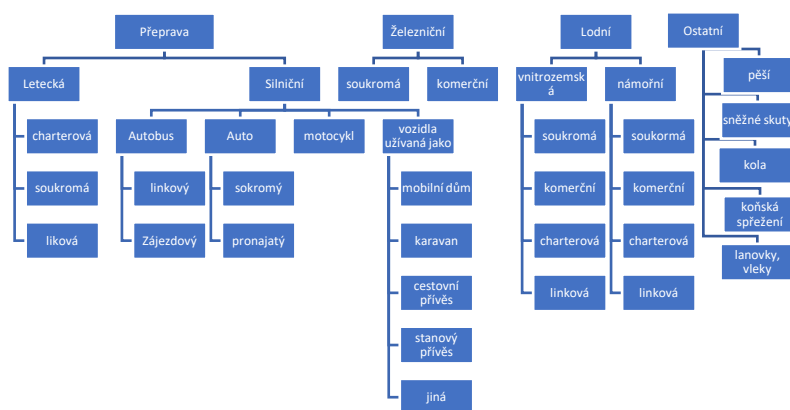 Přeprava
Železniční
Lodní
Ostatní
Letecká
Silniční
soukromá
komerční
vnitrozemsk
á
námořní
pěší
charterová
Autobus
Auto
motocykl
vozidla
užívaná jako
soukromá
soukormá
sněžné skuty
soukromá
linkový
sokromý
mobilní dům
komerční
komerční
kola
liková
Zájezdový
pronajatý
karavan
charterová
charterová
koňská
spřežení
cestovní
přívěs
linková
linková
lanovky,
vleky
stanový
přívěs
jiná